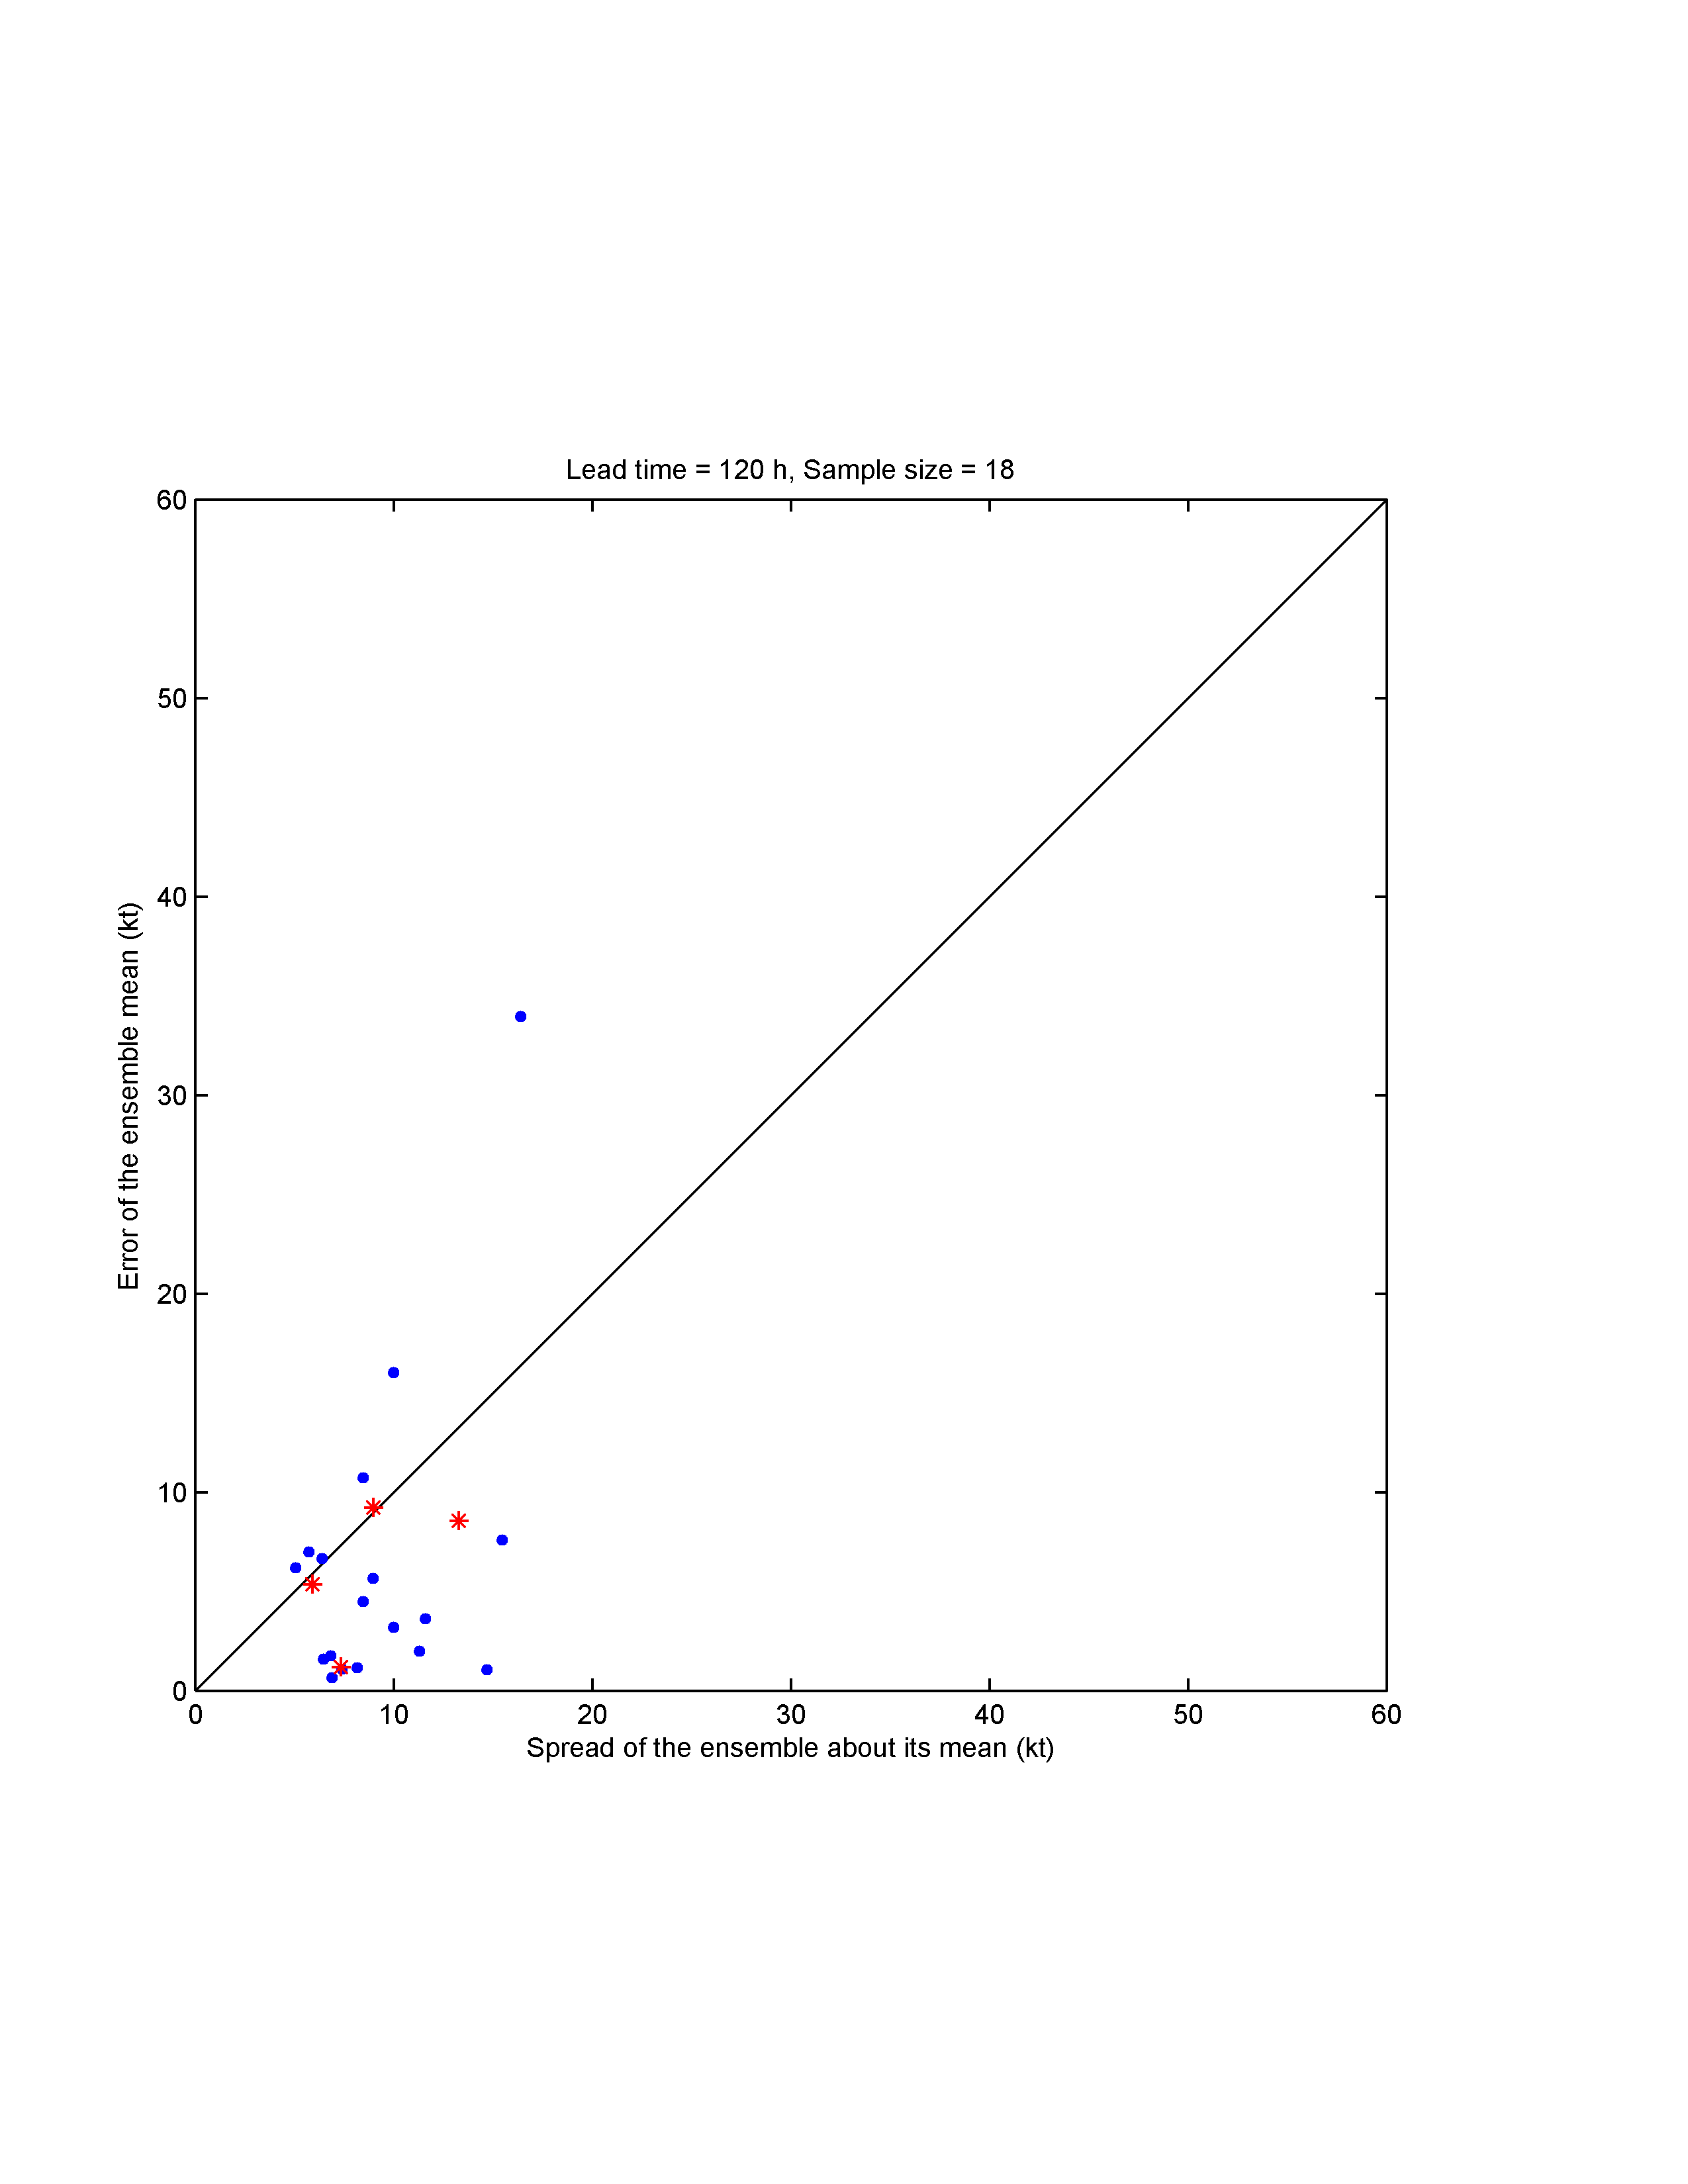 Lead time = 120 h, Sample size = 18
60
50
40
30
20
10
0
Error of the ensemble mean (kt)
0 10 20 30 40 50 60
Spread of the ensemble about its mean (kt)